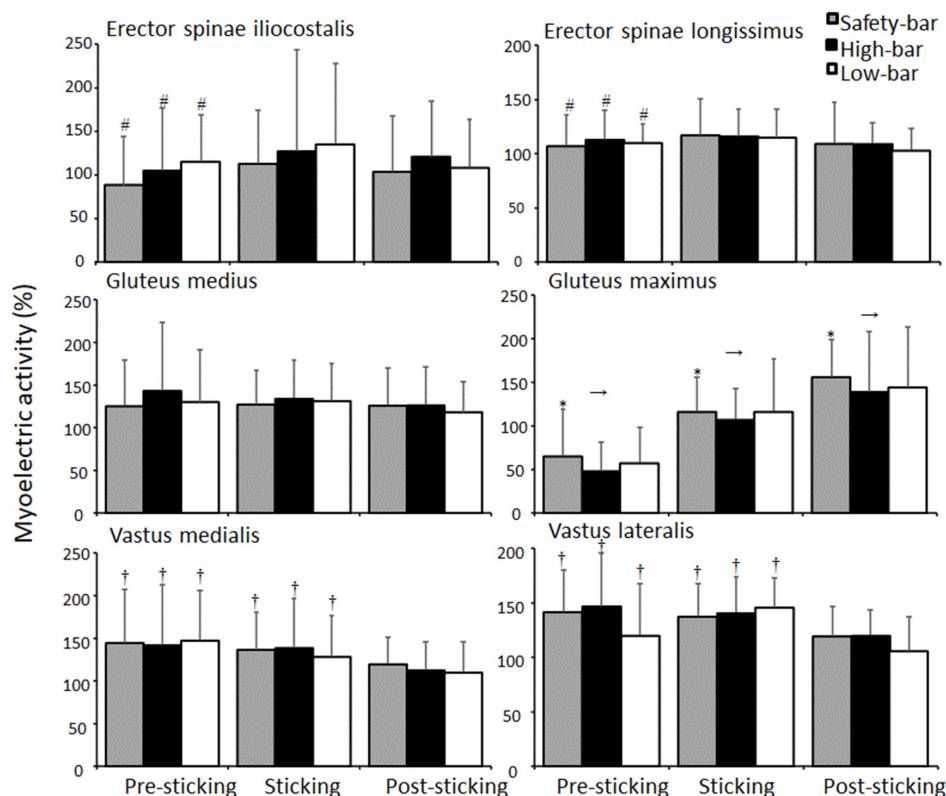 Erector spinae iliocostalis
Erector spinae longissimus
Safety-bar
High-bar
Low-bar
250
200
150
100
50
0
# # #
200
150
100
50
0
# # #
Gluteus medius
Gluteus maximus
250
200
150
100
50
0
250
200
150
100
50
0
* → * → * →
Myoelectric activity (%)
Vastus medialis
Vastus lateralis
250
200
150
100
50
0
† † † † † †
200
150
100
50
0
† † † † † †
Pre-sticking Sticking Post-sticking
Pre-sticking Sticking Post-sticking